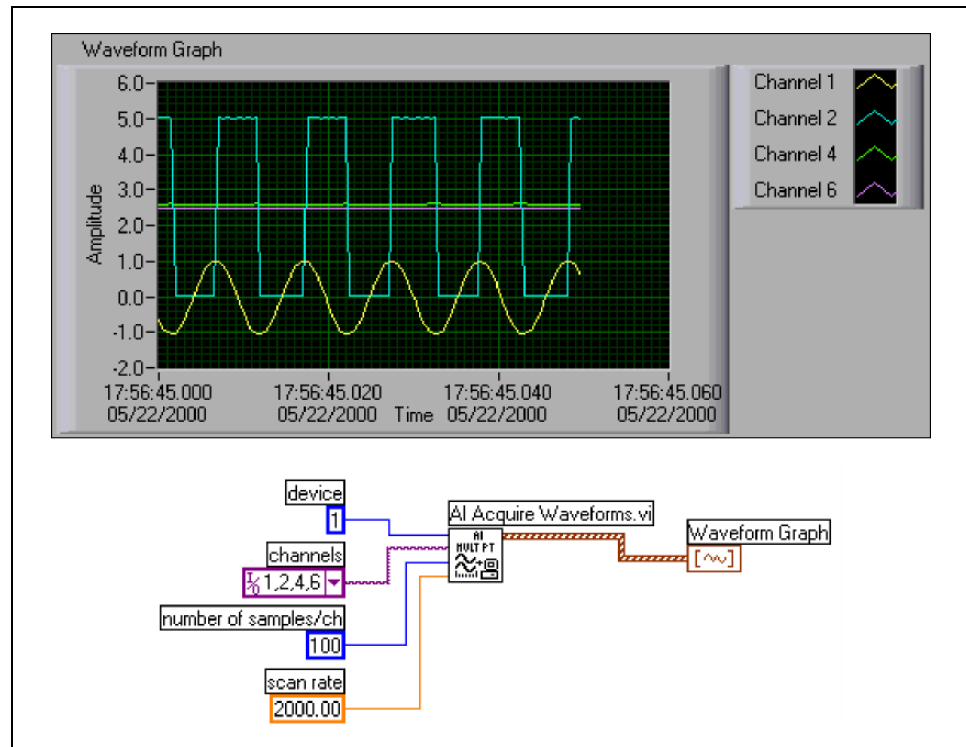 Waveform Graph
6.0
5.0
4.0
3.0
2.0
1.0
0.0
-1.0
-2.0
Amplitude
17:56:45.000 17:56:45.020 17:56:45.040 17:56:45.060
05/22/2000 05/22/2000 05/22/2000 05/22/2000
Time
Channel 1
Channel 2
Channel 4
Channel 6
device
1
channels
I/O 1,2,4,6
number of samples/ch
100
scan rate
2000.00
AI Acquire Waveforms.vi
AI
MULT PT
Waveform Graph